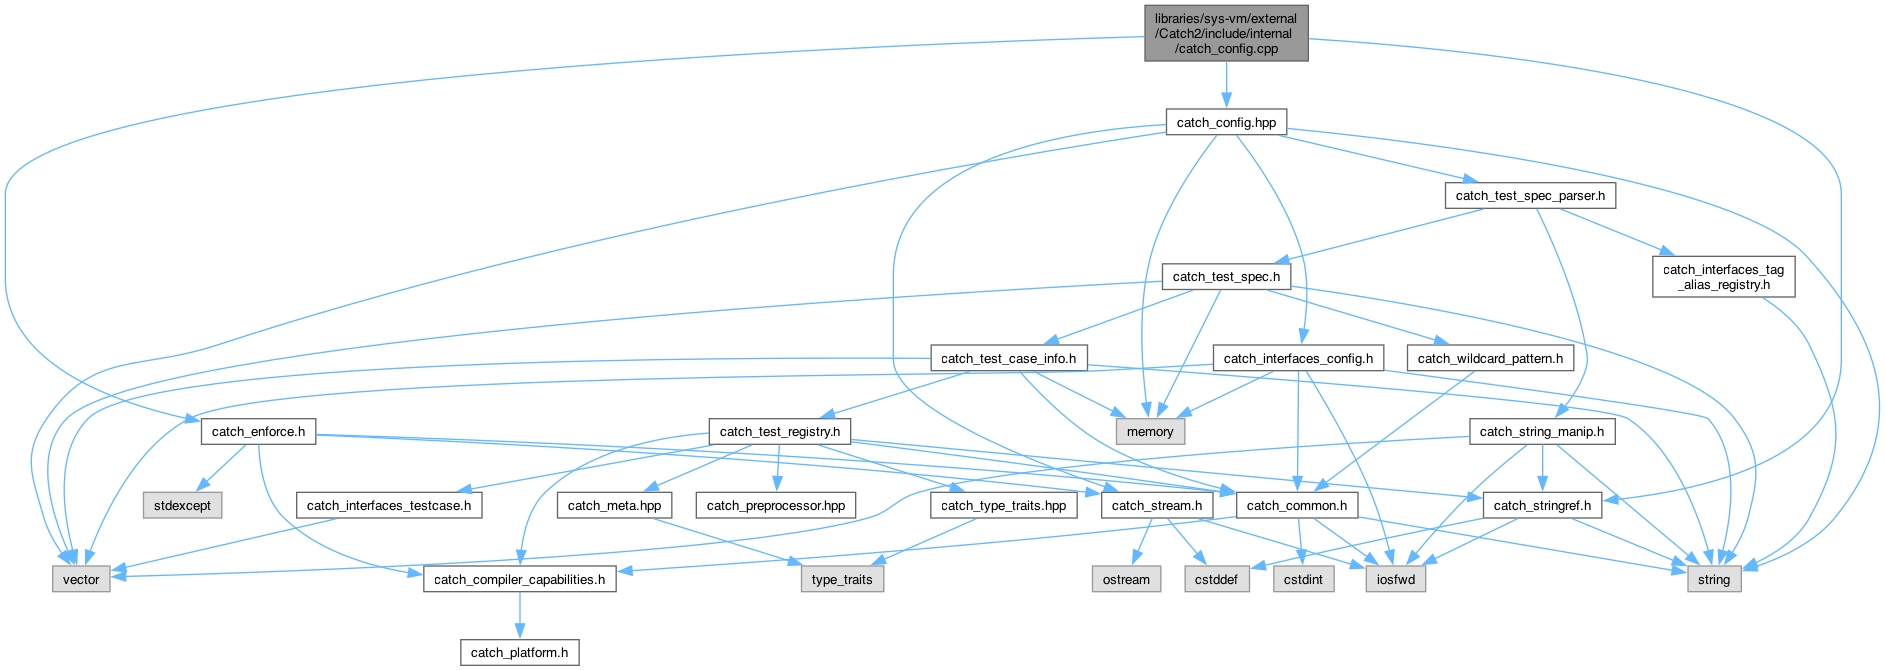 libraries/sys-vm/external
/Catch2/include/internal
/catch_config.cpp
catch_config.hpp
catch_test_spec_parser.h
catch_test_spec.h
catch_interfaces_tag
_alias_registry.h
catch_test_case_info.h
catch_interfaces_config.h
catch_wildcard_pattern.h
catch_enforce.h
catch_test_registry.h
memory
catch_string_manip.h
stdexcept
catch_interfaces_testcase.h
catch_meta.hpp
catch_preprocessor.hpp
catch_type_traits.hpp
catch_stream.h
catch_common.h
catch_stringref.h
vector
catch_compiler_capabilities.h
type_traits
ostream
cstddef
cstdint
iosfwd
string
catch_platform.h